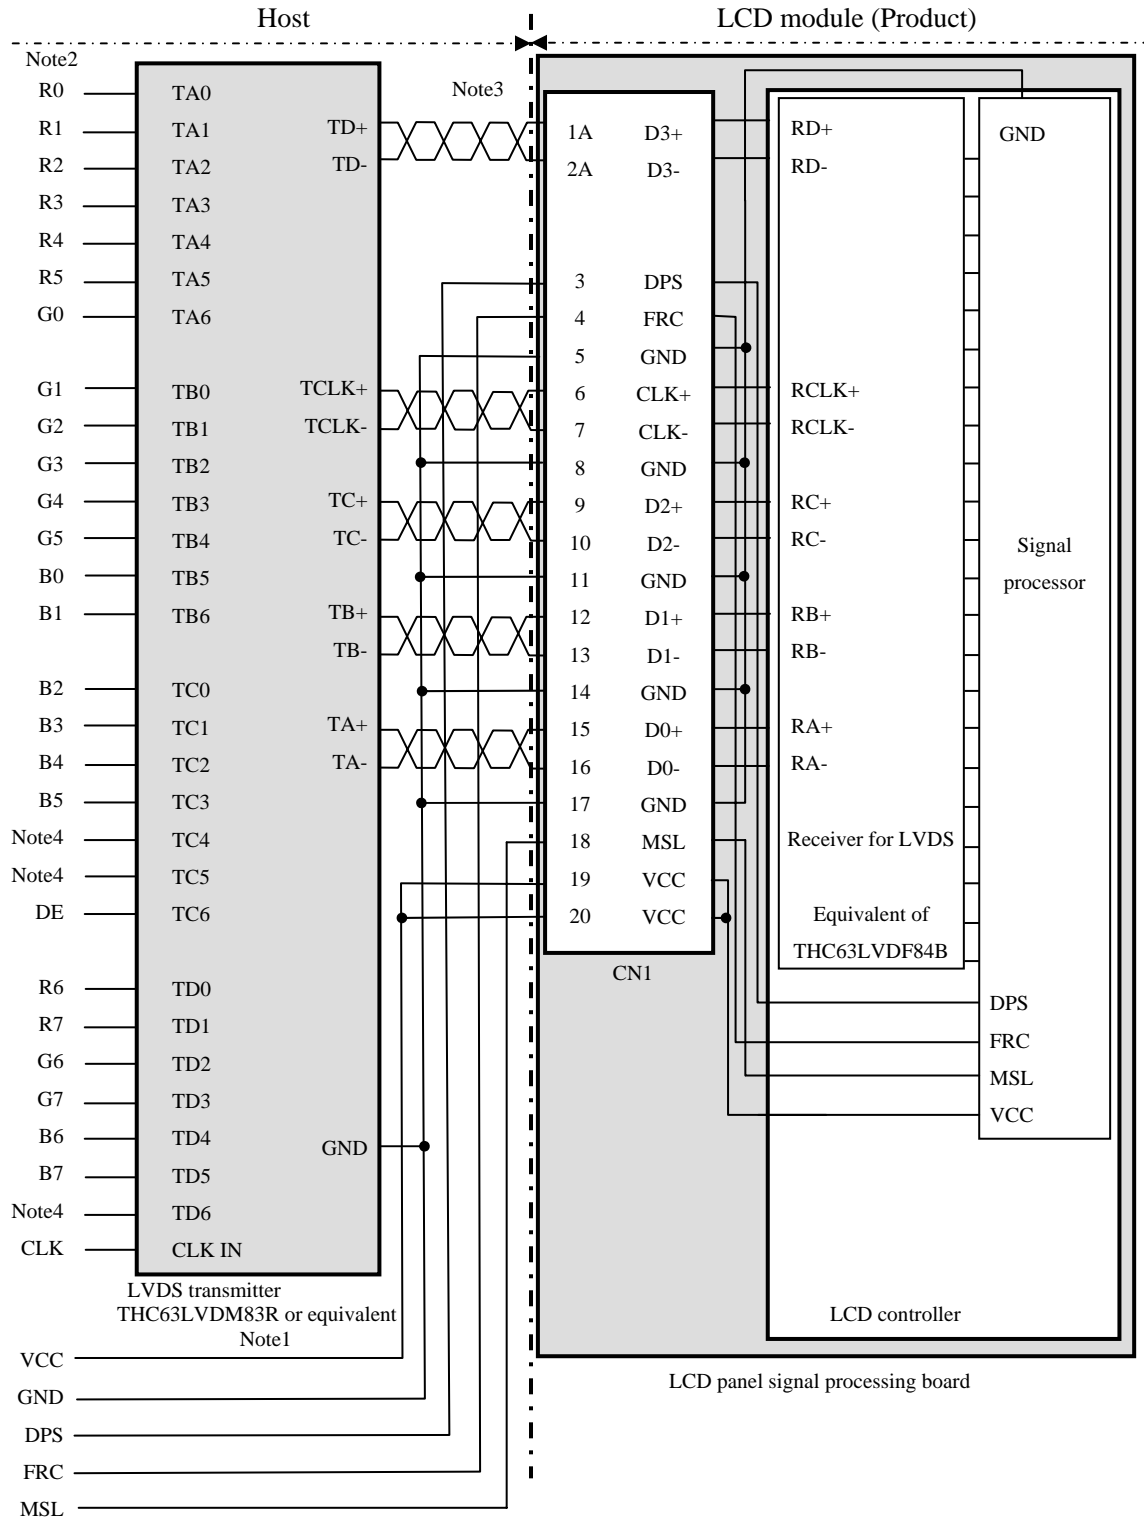 Host LCD module (Product)
Note2
R0 TA0 Note3
R1 TA1 TD+ 1A D3+ RD+ GND
R2 TA2 TD- 2A D3- RD-
R3 TA3
R4 TA4
R5 TA5 3 DPS
G0 TA6 4 FRC
5 GND
G1 TB0 TCLK+ 6 CLK+ RCLK+
G2 TB1 TCLK- 7 CLK- RCLK-
G3 TB2 8 GND
G4 TB3 TC+ 9 D2+ RC+
G5 TB4 TC- 10 D2- RC- Signal
B0 TB5 11 GND processor
B1 TB6 TB+ 12 D1+ RB+
TB- 13 D1- RB-
B2 TC0 14 GND
B3 TC1 TA+ 15 D0+ RA+
B4 TC2 TA- 16 D0- RA-
B5 TC3 17 GND
Note4 TC4 18 MSL Receiver for LVDS
Note4 TC5 19 VCC
DE TC6 20 VCC Equivalent of
THC63LVDF84B
CN1
R6 TD0 DPS
R7 TD1
G6 TD2 FRC
G7 TD3 MSL
B6 TD4 GND VCC
B7 TD5
Note4 TD6
CLK CLK IN
LVDS transmitter
THC63LVDM83R or equivalent LCD controller
Note1
VCC
LCD panel signal processing board
GND
DPS
FRC
MSL